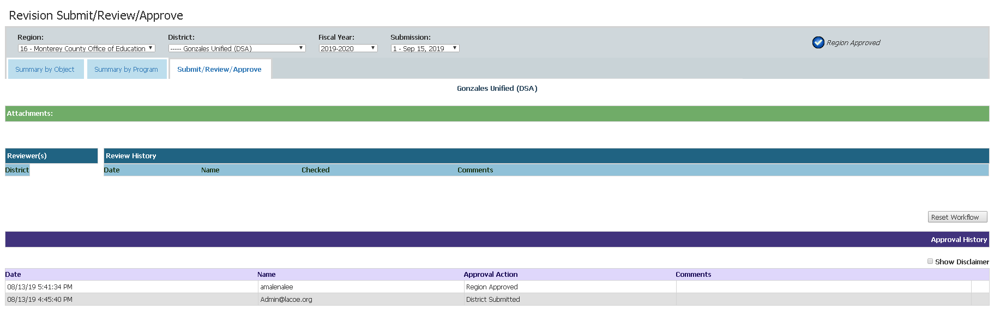 Revision Submit/Review/Approve
Region: District: Fiscal Year: Submission:
16 - Monterey County Office of Education ----- Gonzales Unified (DSA) 2019-2020 1 - Sep 15, 2019 Region Approved
Summary by Object Summary by Program Submit/Review/Approve
Gonzales Unified (DSA)
Attachments:
Reviewer(s) Review History
District Date Name Checked Comments
Reset Workflow
Approval History
Show Disclaimer
Date Name Approval Action Comments
08/13/19 5:41:34 PM amalenalee Region Approved
08/13/19 4:45:40 PM Admin@lacoe.org District Submitted